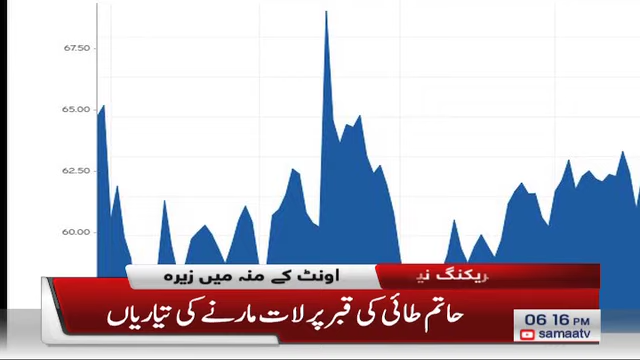 67.50
65.00
62.50
60.00
اونٹ کے منہ میں زیرہ
ریکنگ نیـ
حاتم طائی کی قبر پر لات مارنے کی تیاریاں
06 16 PM
samaatv